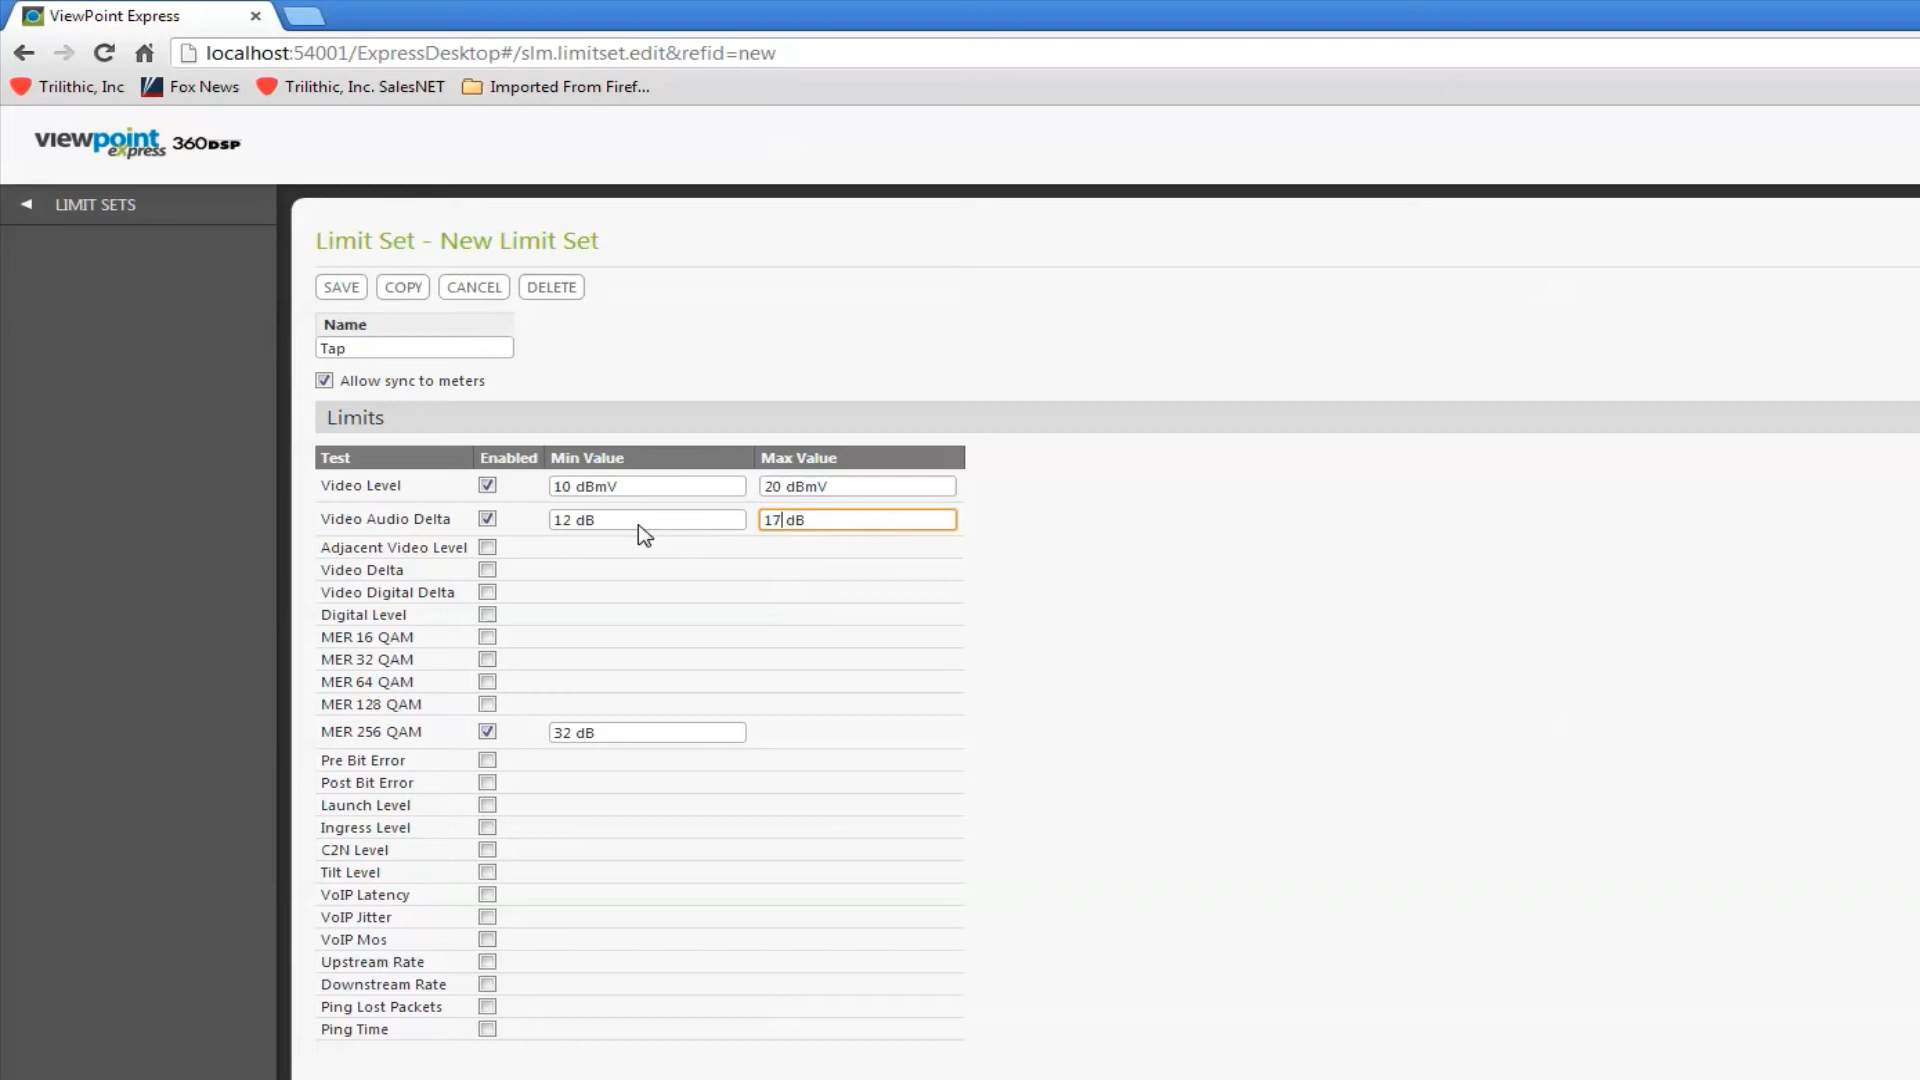 ViewPoint Express
localhost:54001/ExpressDesktop#/slm.limitset.edit&refid=new
Trilithic, Inc Fox News Trilithic, Inc. SalesNET Imported From Firef...
viewpoint express 360DSP
LIMIT SETS
Limit Set - New Limit Set
SAVE COPY CANCEL DELETE
Name
Tap
Allow sync to meters
Limits
Test Enabled Min Value Max Value
Video Level 10 dBmV 20 dBmV
Video Audio Delta 12 dB 17 dB
Adjacent Video Level
Video Delta
Video Digital Delta
Digital Level
MER 16 QAM
MER 32 QAM
MER 64 QAM
MER 128 QAM
MER 256 QAM 32 dB
Pre Bit Error
Post Bit Error
Launch Level
Ingress Level
C2N Level
Tilt Level
VoIP Latency
VoIP Jitter
VoIP Mos
Upstream Rate
Downstream Rate
Ping Lost Packets
Ping Time